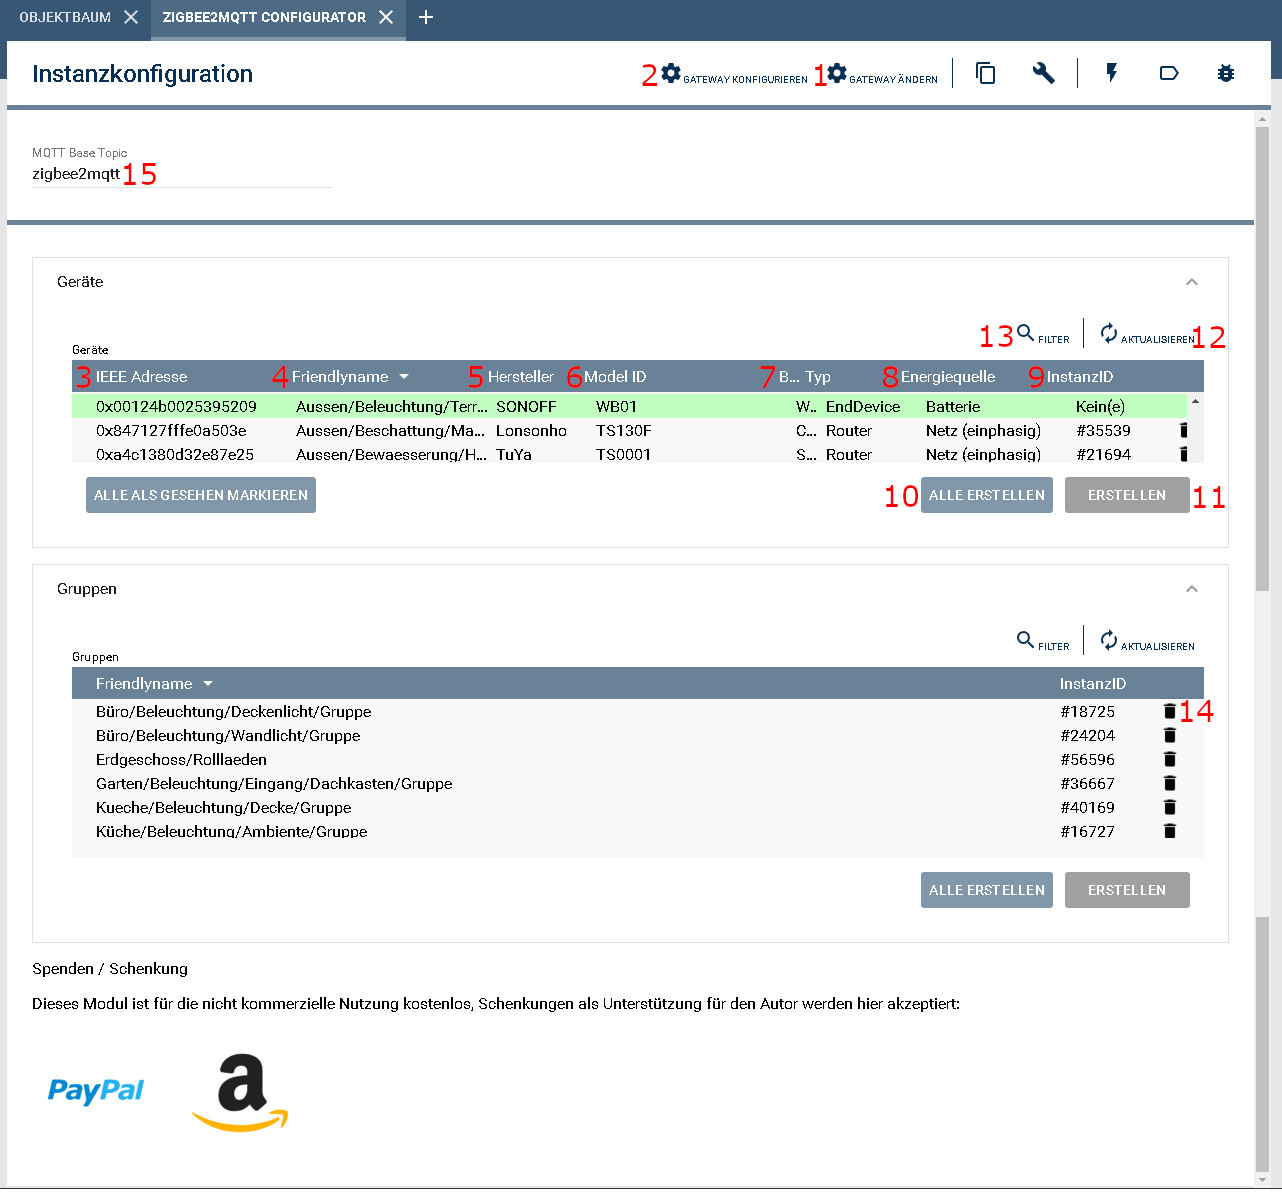 OBJEKTBAUM ZIGBEE2MQTT CONFIGURATOR
Instanzkonfiguration 2 GATEWAY KONFIGURIEREN 1 GATEWAY ÄNDERN
MQTT Base Topic
zigbee2mqtt 15
Geräte
13 FILTER AKTUALISIEREN 12
Geräte
3 IEEE Adresse 4 Friendlyname 5 Hersteller 6 Model ID 7 B... Typ 8 Energiequelle 9 InstanzID
0x00124b0025395209 Aussen/Beleuchtung/Terr... SONOFF WB01 W.. EndDevice Batterie Kein(e)
0x847127fffe0a503e Aussen/Beschattung/Ma... Lonsonho TS130F C... Router Netz (einphasig) #35539
0xa4c1380d32e87e25 Aussen/Bewaesserung/H... TuYa TS0001 S... Router Netz (einphasig) #21694
ALLE ALS GESEHEN MARKIEREN 10 ALLE ERSTELLEN ERSTELLEN 11
Gruppen
FILTER AKTUALISIEREN
Gruppen
Friendlyname InstanzID
Büro/Beleuchtung/Deckenlicht/Gruppe #18725 14
Büro/Beleuchtung/Wandlicht/Gruppe #24204
Erdgeschoss/Rolllaeden #56596
Garten/Beleuchtung/Eingang/Dachkasten/Gruppe #36667
Kueche/Beleuchtung/Decke/Gruppe #40169
Küche/Beleuchtung/Ambiente/Gruppe #16727
ALLE ERSTELLEN ERSTELLEN
Spenden / Schenkung
Dieses Modul ist für die nicht kommerzielle Nutzung kostenlos, Schenkungen als Unterstützung für den Autor werden hier akzeptiert:
PayPal a